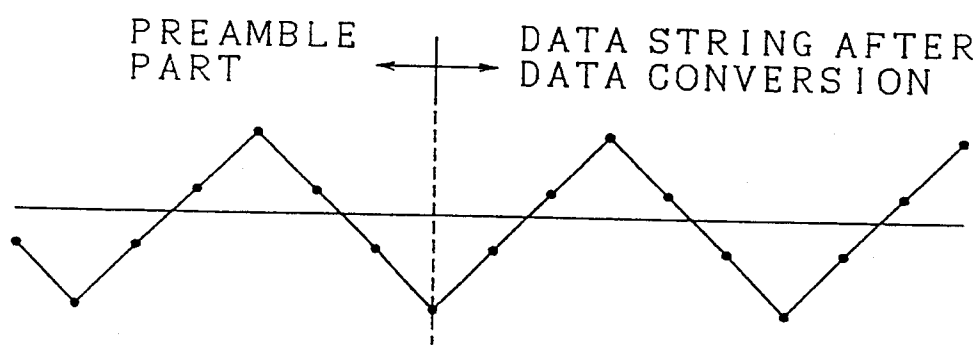 PREAMBLE
PART
DATA STRING AFTER
DATA CONVERSION